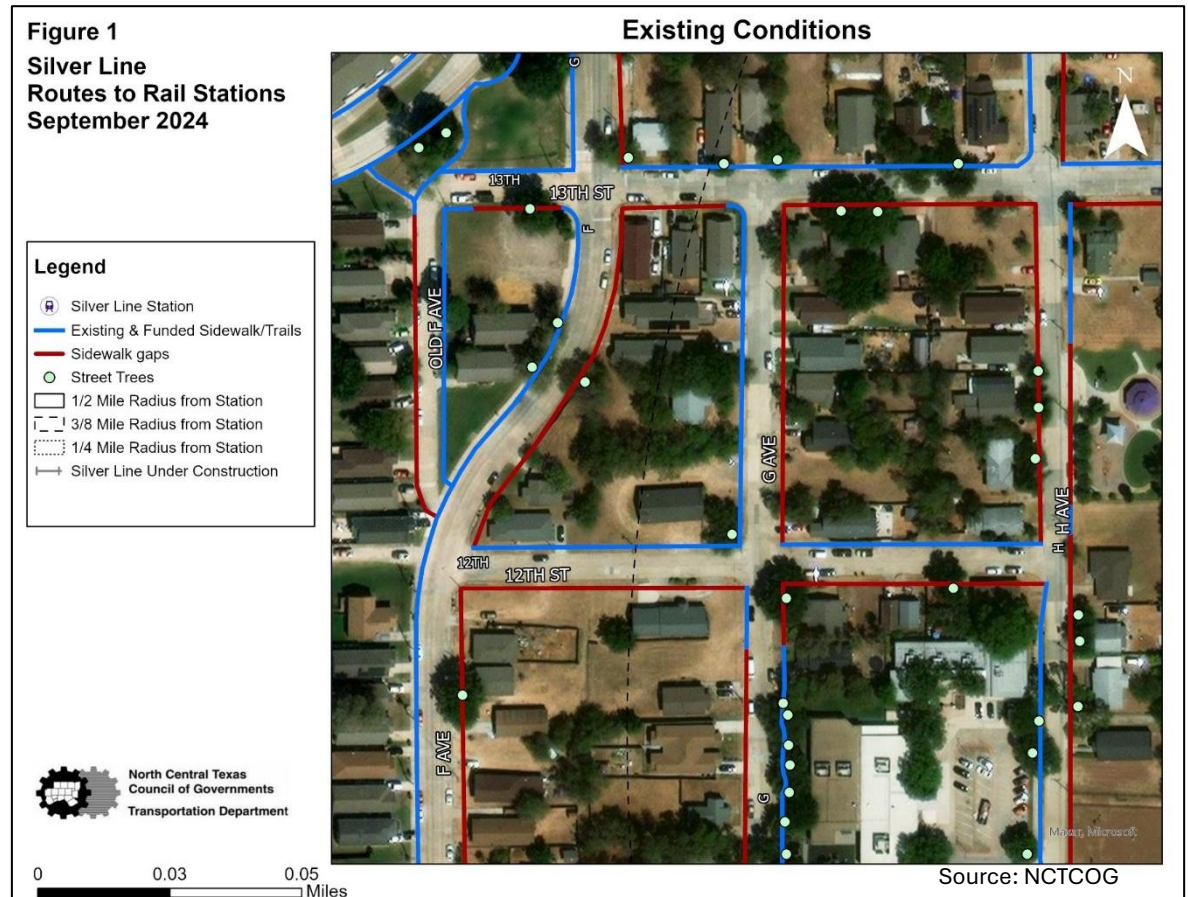 Figure 1
Silver Line
Routes to Rail Stations
September 2024
Existing Conditions
Legend
Silver Line Station
Existing & Funded Sidewalk/Trails
Sidewalk gaps
Street Trees
1/2 Mile Radius from Station
3/8 Mile Radius from Station
1/4 Mile Radius from Station
Silver Line Under Construction
North Central Texas
Council of Governments
Transportation Department
0 0.03 0.05
Miles
G
N
13TH
13TH ST
F
OLD F AVE
G AVE
H AVE
H
12TH
12TH ST
F AVE
G
Maxar, Microsoft
Source: NCTCOG